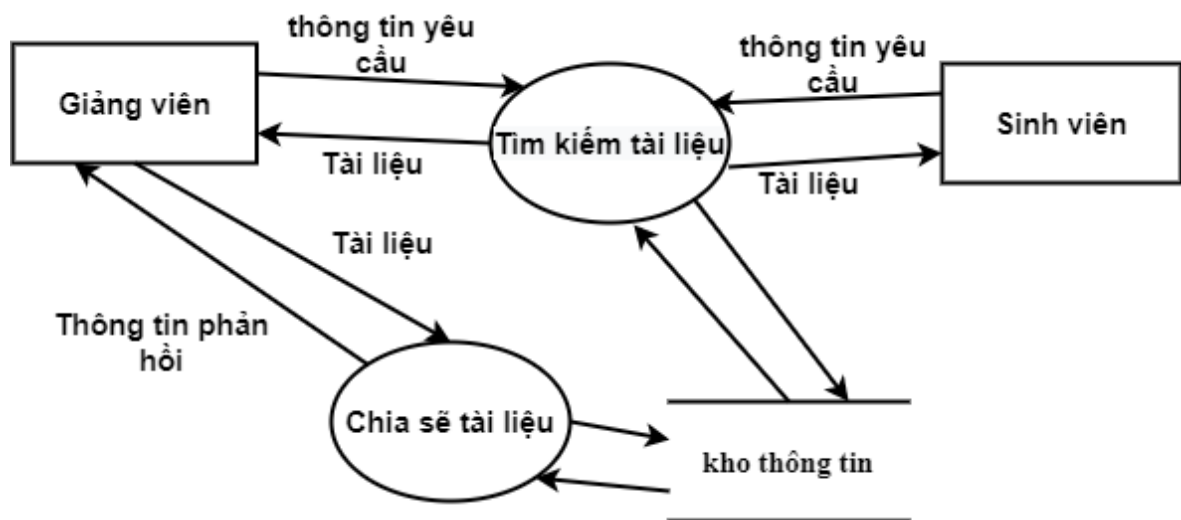 thông tin yêu
cầu
thông tin yêu
cầu
Giảng viên
Tìm kiếm tài liệu
Sinh viên
Tài liệu
Tài liệu
Tài liệu
Thông tin phản
hồi
Chia sẽ tài liệu
kho thông tin